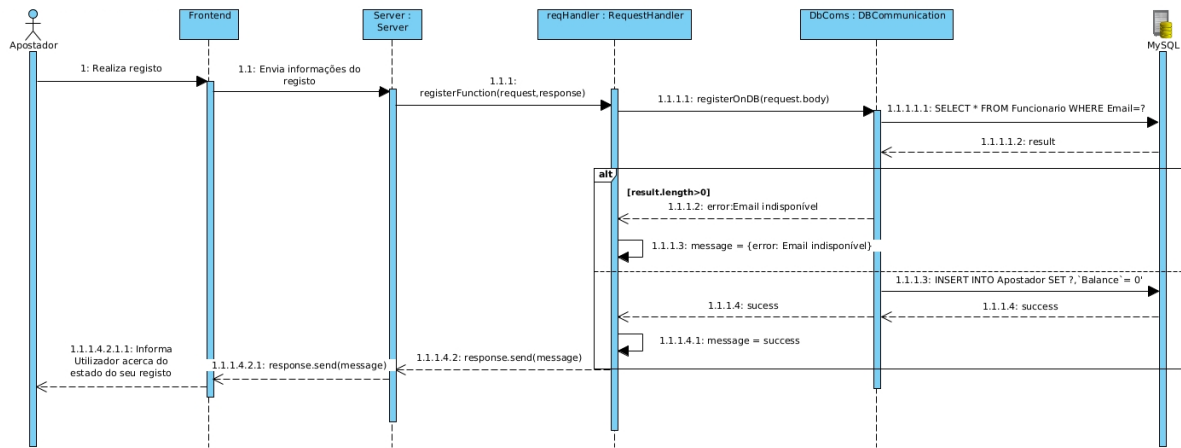 Frontend
Server :
Server
reqHandler : RequestHandler
DbComs : DBCommunication
Apostador
MySQL
1: Realiza registo
1.1: Envia informações do
registo
1.1.1:
registerFunction(request,response)
1.1.1.1: registerOnDB(request.body)
1.1.1.1.1: SELECT * FROM Funcionario WHERE Email=?
1.1.1.1.2: result
alt
[result.length>0]
1.1.1.2: error:Email indisponível
1.1.1.3: message = {error: Email indisponível}
1.1.1.3: INSERT INTO Apostador SET ?,`Balance`= 0'
1.1.1.4: sucess
1.1.1.4: success
1.1.1.4.1: message = success
1.1.1.4.2: response.send(message)
1.1.1.4.2.1: response.send(message)
1.1.1.4.2.1.1: Informa
Utilizador acerca do
estado do seu registo